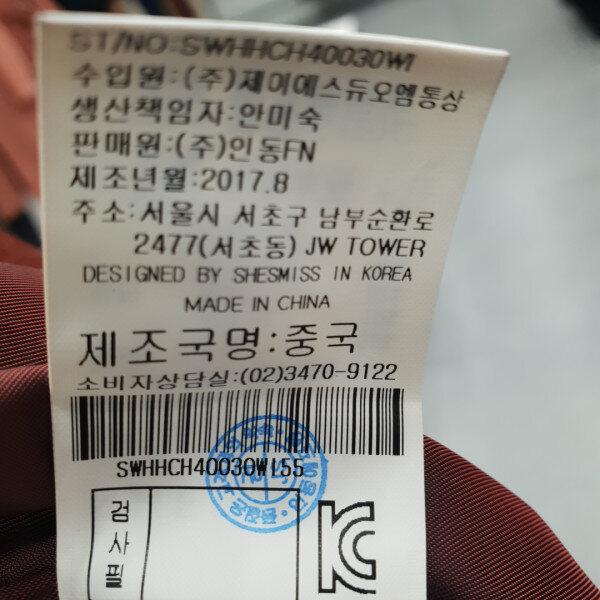 ST/NO:SWHHCH40030WI
수입원:(주)제이에스듀오엠통상
생산책임자:안미숙
판매원:(주)인동FN
제조년월:2017.8
주소:서울시 서초구 남부순환로
2477(서초동) JW TOWER
DESIGNED BY SHESMISS IN KOREA
MADE IN CHINA
제조국명:중국
소비자상담실:(02)3470-9122
SWHHCH40030WI55
검사필
KC